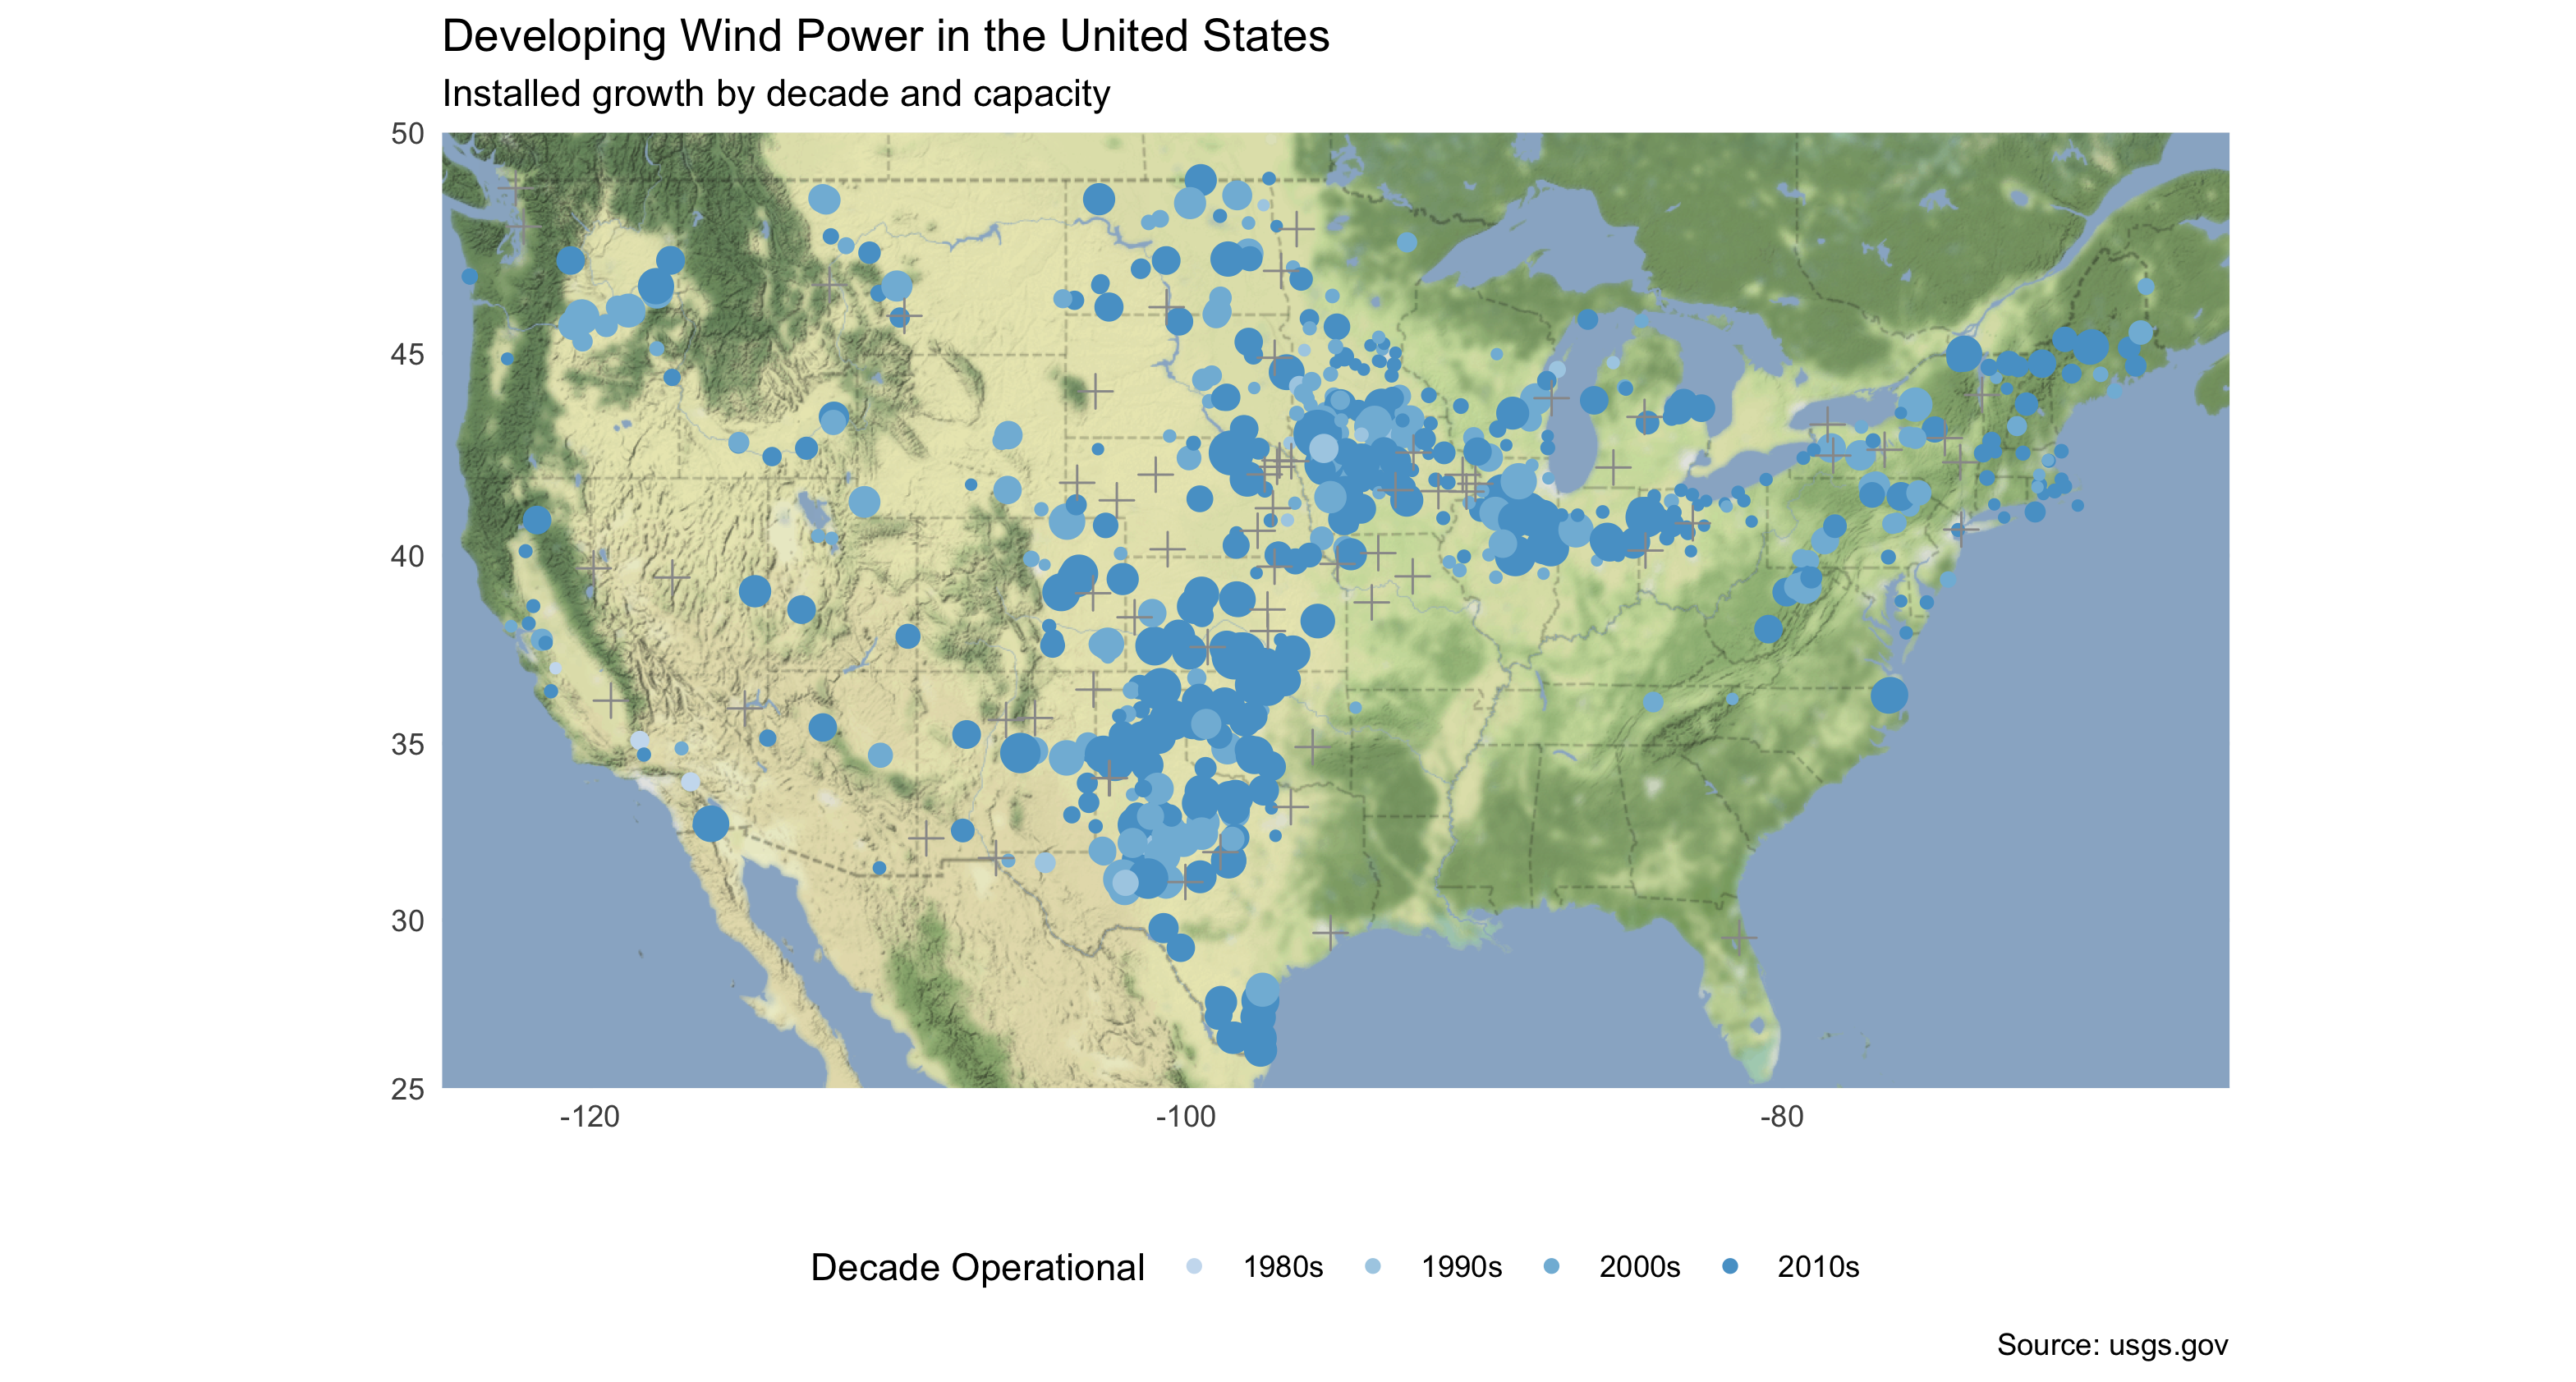 Developing Wind Power in the United States
Installed growth by decade and capacity
50
45
40
35
30
25
-120 -100 -80
Decade Operational 1980s 1990s 2000s 2010s
Source: usgs.gov